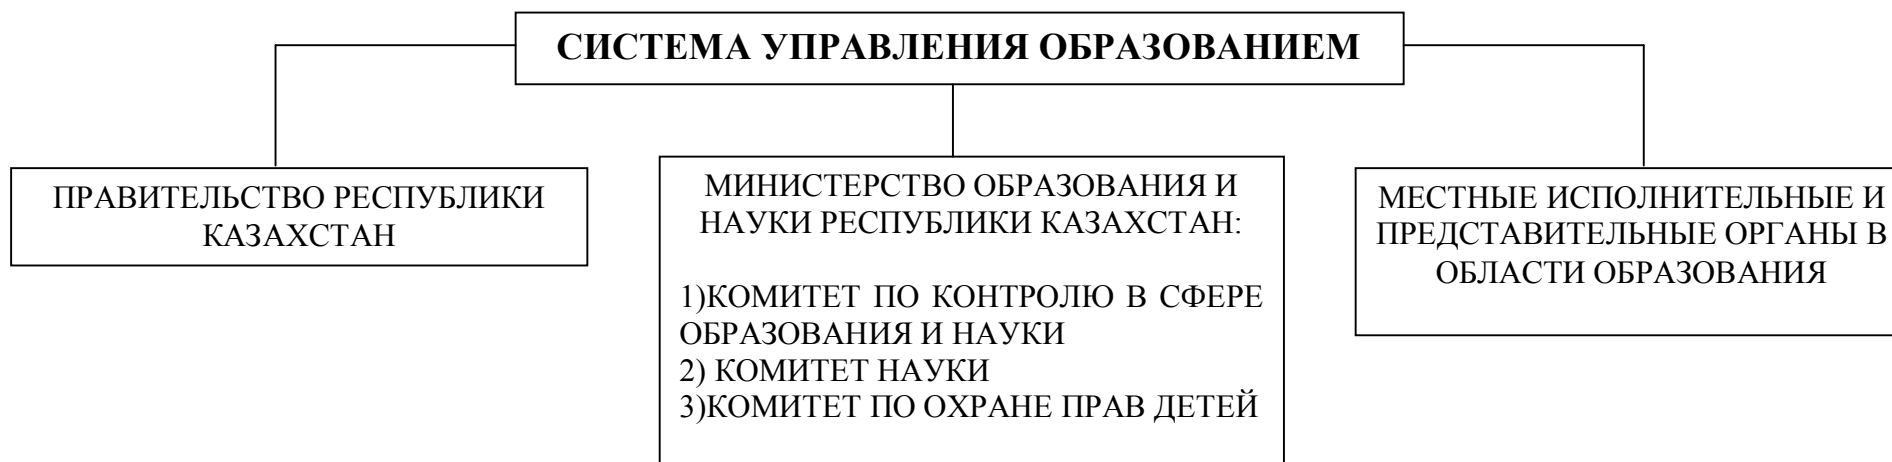 СИСТЕМА УПРАВЛЕНИЯ ОБРАЗОВАНИЕМ
ПРАВИТЕЛЬСТВО РЕСПУБЛИКИ
КАЗАХСТАН
МИНИСТЕРСТВО ОБРАЗОВАНИЯ И
НАУКИ РЕСПУБЛИКИ КАЗАХСТАН:
1)КОМИТЕТ ПО КОНТРОЛЮ В СФЕРЕ
ОБРАЗОВАНИЯ И НАУКИ
2) КОМИТЕТ НАУКИ
3)КОМИТЕТ ПО ОХРАНЕ ПРАВ ДЕТЕЙ
МЕСТНЫЕ ИСПОЛНИТЕЛЬНЫЕ И
ПРЕДСТАВИТЕЛЬНЫЕ ОРГАНЫ В
ОБЛАСТИ ОБРАЗОВАНИЯ